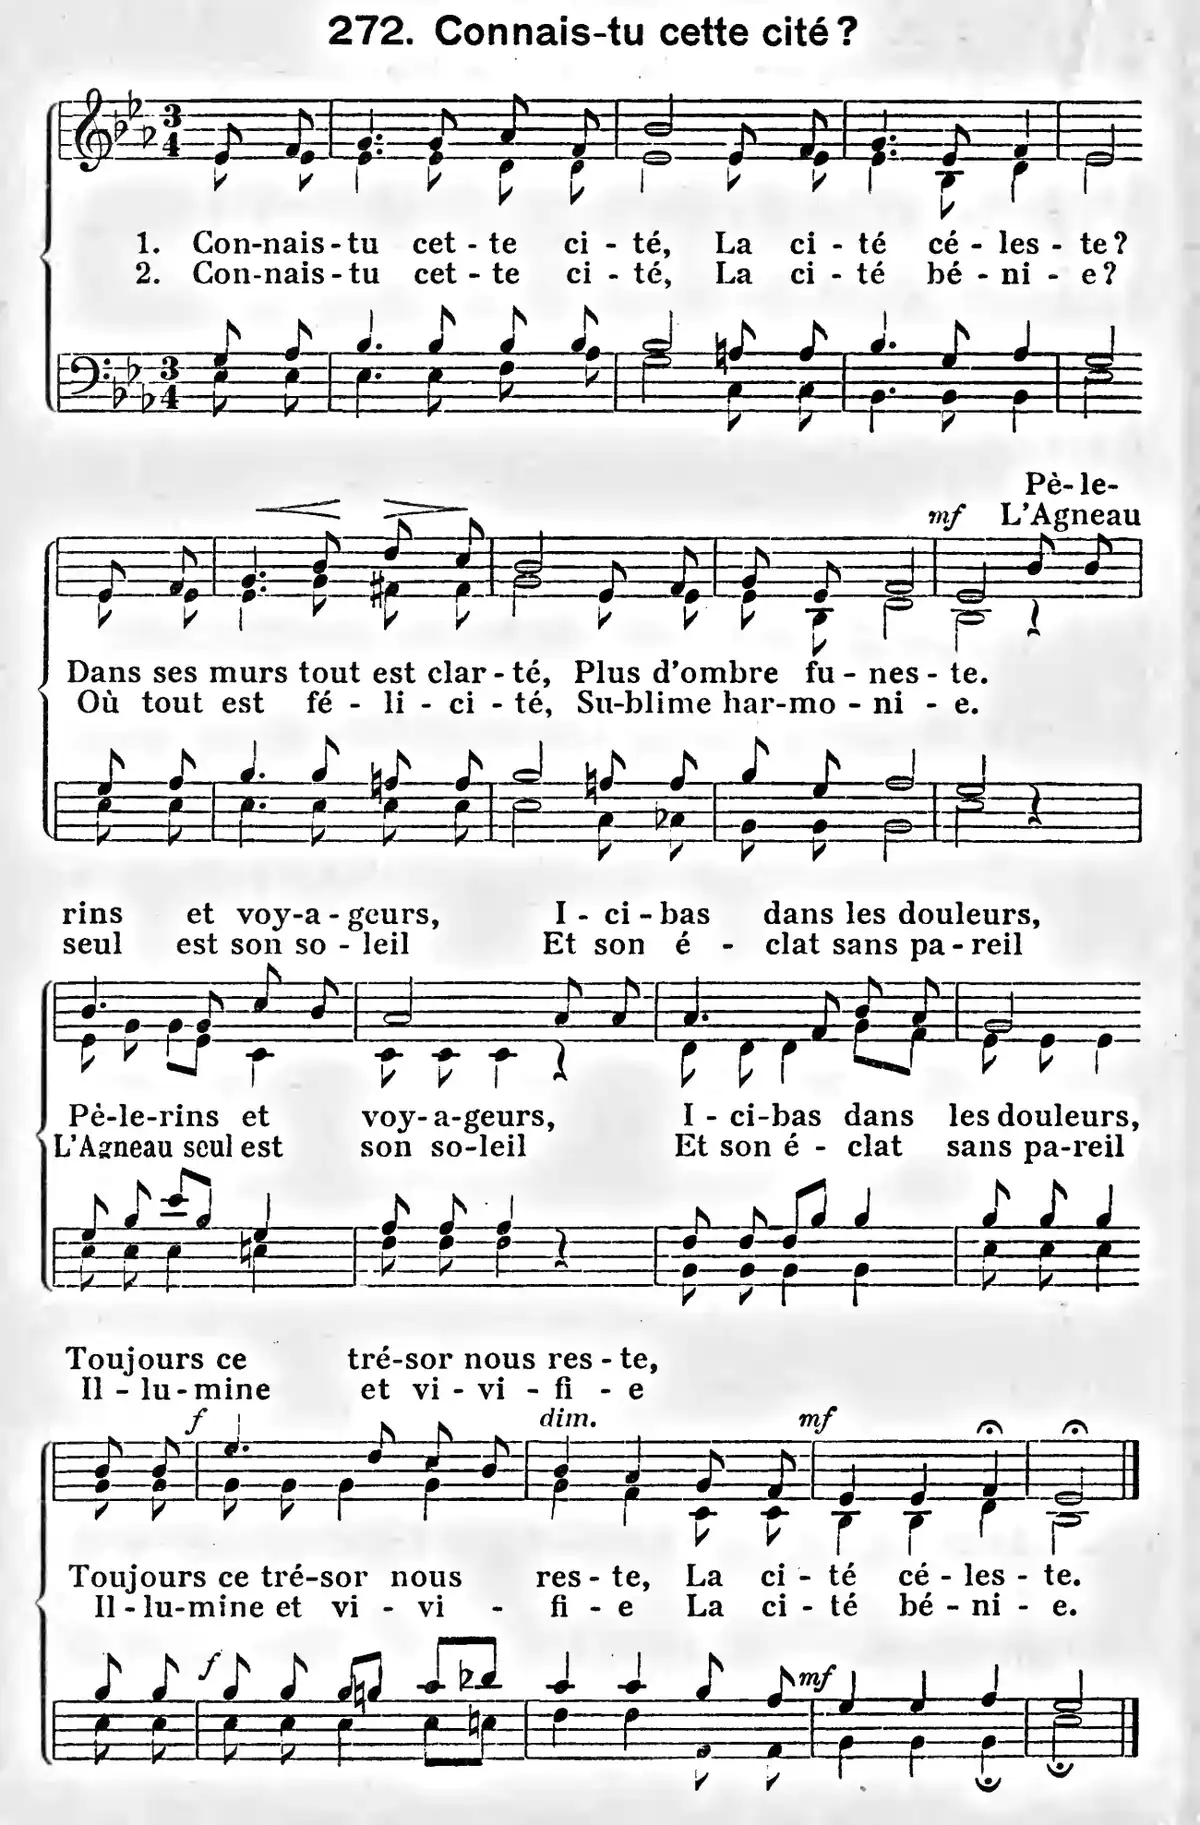 272. Connais-tu cette cité?
1. Con-nais-tu cet-te ci-té, La ci-té cé-les-te?
2. Con-nais-tu cet-te ci-té, La ci-té bé-ni-e?
Pè-le-
mf L'Agneau
Dans ses murs tout est clar-té, Plus d'ombre fu-nes-te.
Où tout est fé-li-ci-té, Su-blime har-mo-ni-e.
rins et voy-a-geurs, I-ci-bas dans les douleurs,
seul est son so-leil Et son é-clat sans pa-reil
Pè-le-rins et voy-a-geurs, I-ci-bas dans les douleurs,
L'Agneau seul est son so-leil Et son é-clat sans pa-reil
Toujours ce tré-sor nous res-te,
Il-lu-mine et vi-vi-fi-e
f dim. mf
Toujours ce tré-sor nous res-te, La ci-té cé-les-te.
Il-lu-mine et vi-vi-fi-e La ci-té bé-ni-e.
f mf